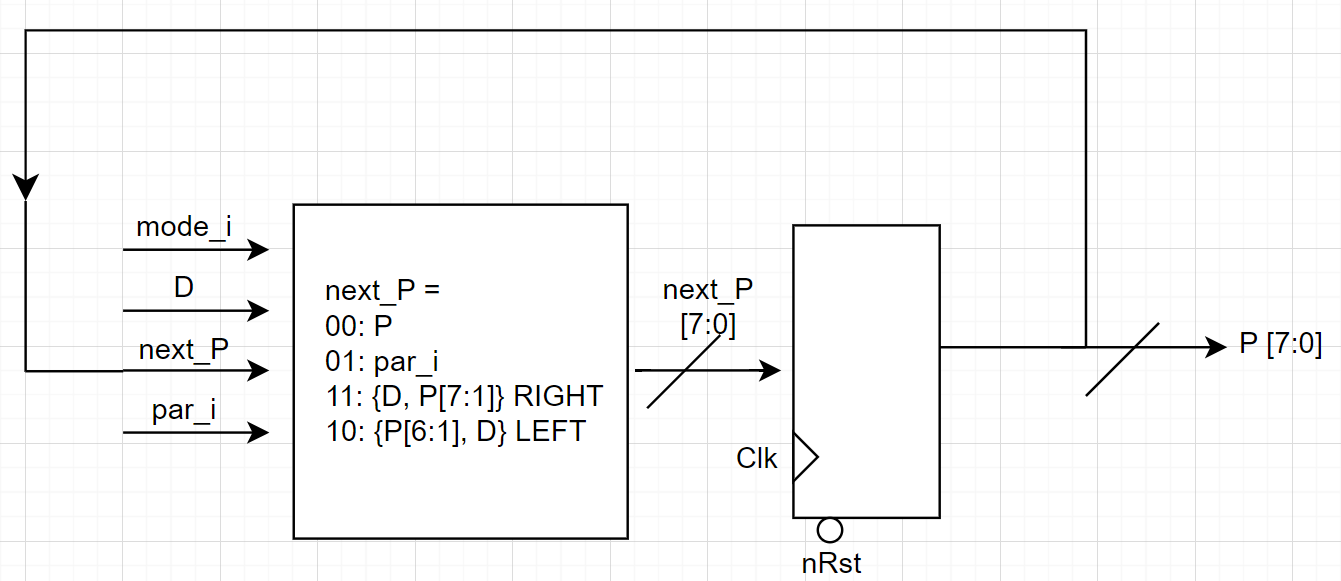 mode_i
D
next_P
par_i
next_P =
00: P
01: par_i
11: {D, P[7:1]} RIGHT
10: {P[6:1], D} LEFT
next_P
[7:0]
Clk
nRst
P [7:0]